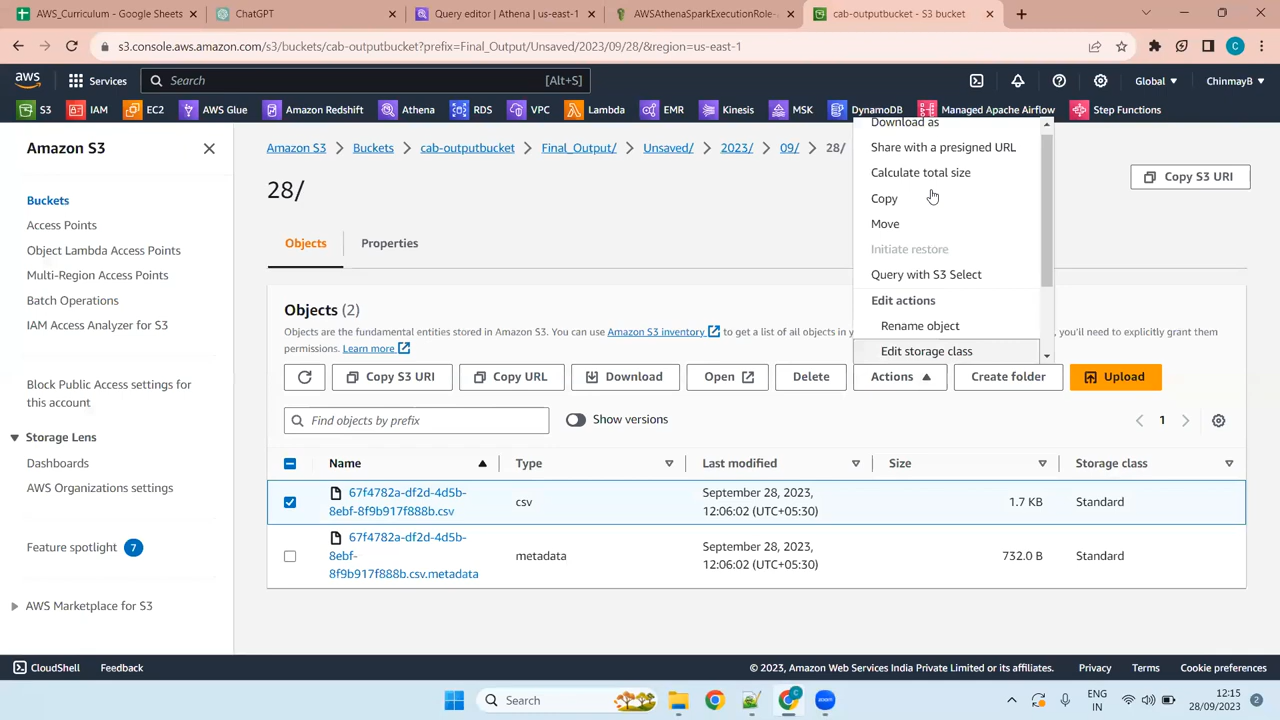 AWS_Curriculum - Google Sheets
ChatGPT
Query editor | Athena | us-east-1
AWSAthenaSparkExecutionRole-
cab-outputbucket - S3 bucket
s3.console.aws.amazon.com/s3/buckets/cab-outputbucket?prefix=Final_Output/Unsaved/2023/09/28/&region=us-east-1
C
aws
Services
Search
[Alt+S]
Global
ChinmayB
S3
IAM
EC2
AWS Glue
Amazon Redshift
Athena
RDS
VPC
Lambda
EMR
Kinesis
MSK
DynamoDB
Managed Apache Airflow
Step Functions
Amazon S3
Buckets
Access Points
Object Lambda Access Points
Multi-Region Access Points
Batch Operations
IAM Access Analyzer for S3
Block Public Access settings for
this account
Storage Lens
Dashboards
AWS Organizations settings
Feature spotlight 7
AWS Marketplace for S3
Amazon S3 > Buckets > cab-outputbucket > Final_Output/ > Unsaved/ > 2023/ > 09/ > 28/
28/
Copy S3 URI
Objects
Properties
Download as
Share with a presigned URL
Calculate total size
Copy
Move
Initiate restore
Query with S3 Select
Edit actions
Rename object
Edit storage class
Objects (2)
Objects are the fundamental entities stored in Amazon S3. You can use Amazon S3 inventory to get a list of all objects in y you'll need to explicitly grant them
permissions. Learn more
Copy S3 URI
Copy URL
Download
Open
Delete
Actions
Create folder
Upload
Find objects by prefix
Show versions
1
Name
Type
Last modified
Size
Storage class
67f4782a-df2d-4d5b-
8ebf-8f9b917f888b.csv
csv
September 28, 2023,
12:06:02 (UTC+05:30)
1.7 KB
Standard
67f4782a-df2d-4d5b-
8ebf-
8f9b917f888b.csv.metadata
metadata
September 28, 2023,
12:06:02 (UTC+05:30)
732.0 B
Standard
CloudShell
Feedback
© 2023, Amazon Web Services India Private Limited or its affiliates.
Privacy
Terms
Cookie preferences
Search
C
zoom
ENG
IN
12:15
28/09/2023
2